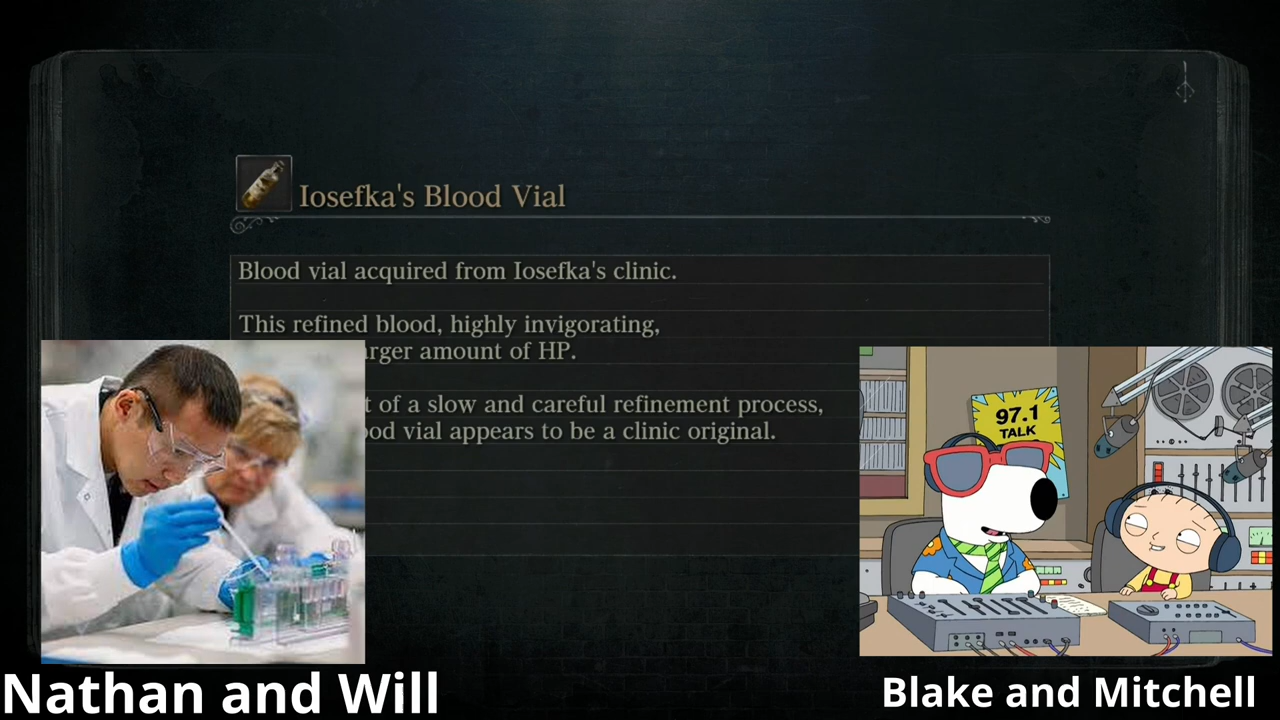 Iosefka's Blood Vial
Blood vial acquired from Iosefka's clinic.
This refined blood, highly invigorating,
amount of HP.
of a slow and careful refinement process,
vial appears to be a clinic original.
97.1
TALK
Nathan and Will
Blake and Mitchell